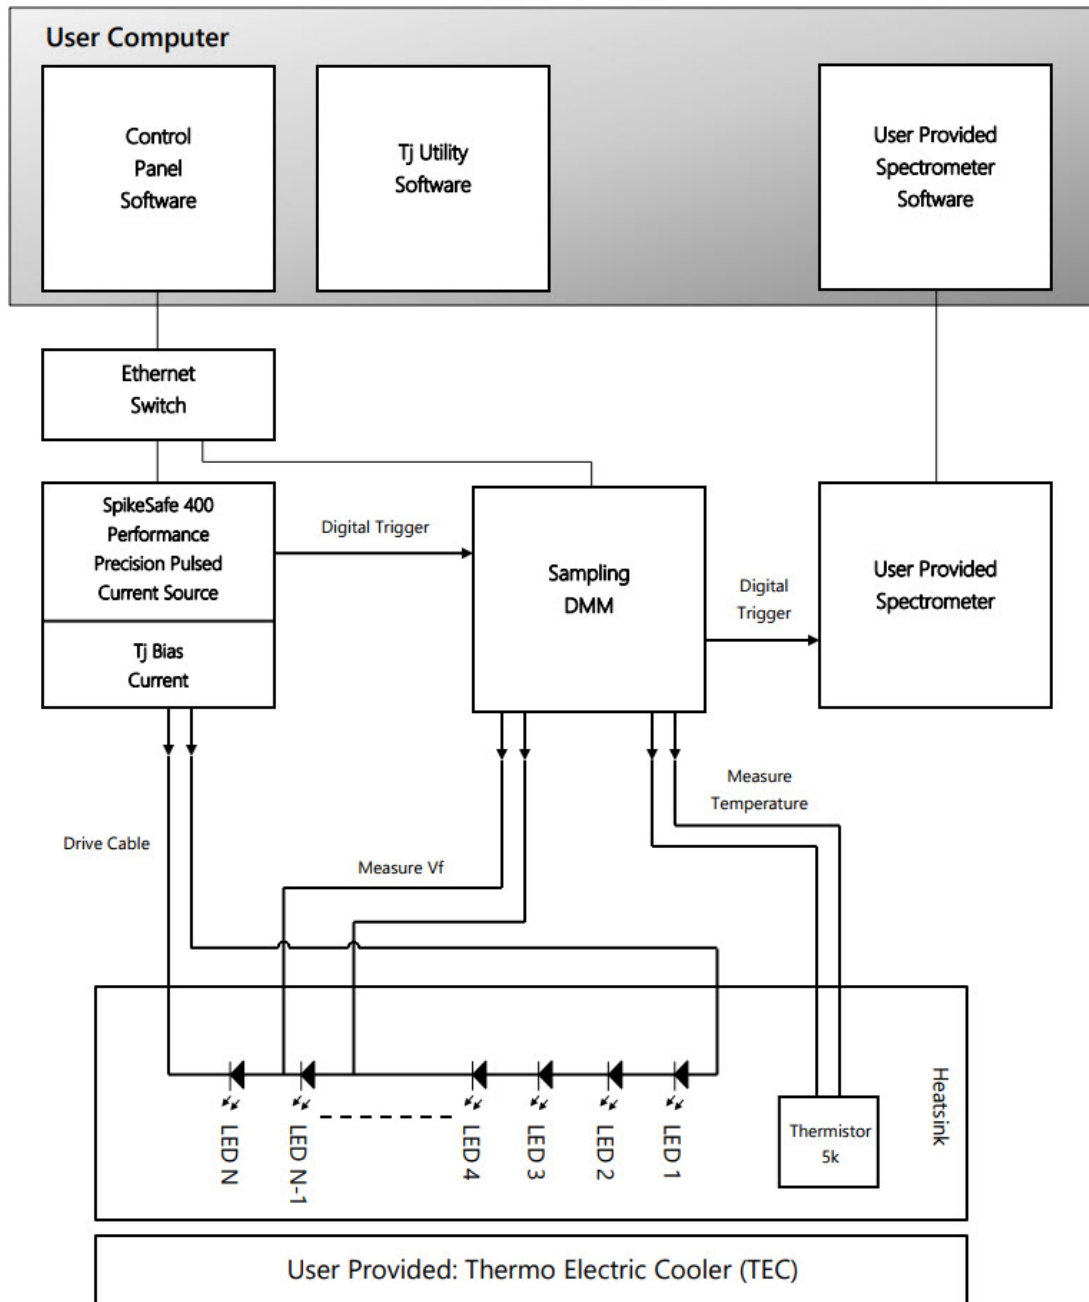 User Computer
Control
Panel
Software
Tj Utility
Software
User Provided
Spectrometer
Software
Ethernet
Switch
SpikeSafe 400
Performance
Precision Pulsed
Current Source
Tj Bias
Current
Digital Trigger
Sampling
DMM
Digital
Trigger
User Provided
Spectrometer
Measure
Temperature
Drive Cable
Measure Vf
LED N
LED N-1
LED 4
LED 3
LED 2
LED 1
Thermistor
5k
Heatsink
User Provided: Thermo Electric Cooler (TEC)